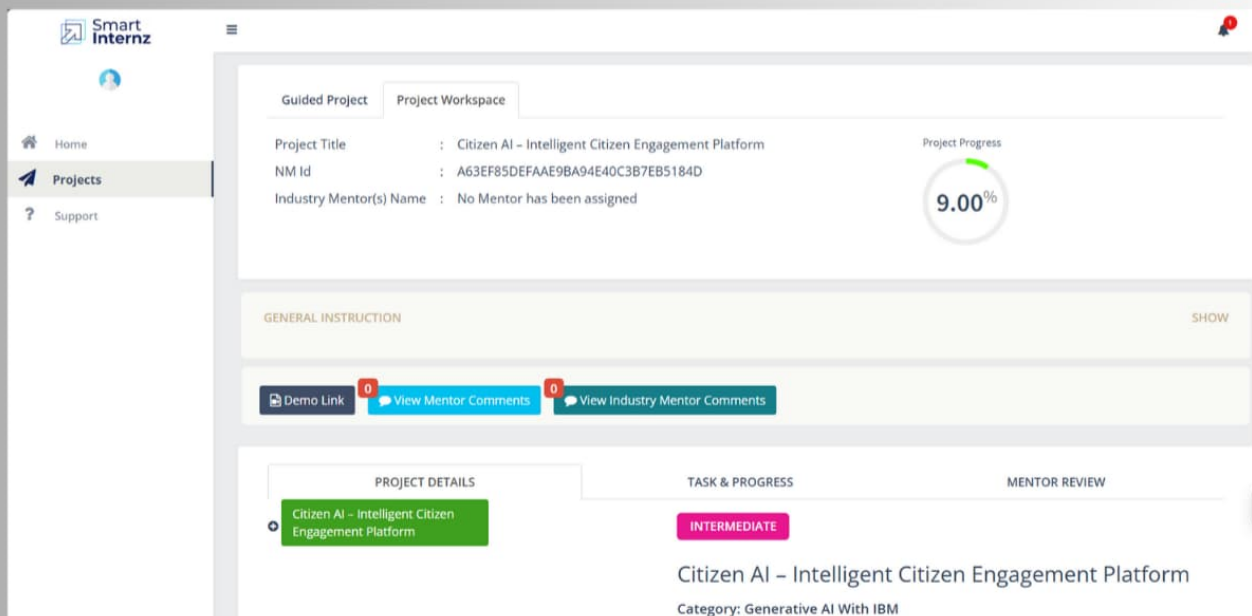 Smart
Internz
1
Home
Projects
Support
Guided Project
Project Workspace
Project Title : Citizen AI – Intelligent Citizen Engagement Platform
NM Id : A63EF85DEFAAE9BA94E40C3B7EB5184D
Industry Mentor(s) Name : No Mentor has been assigned
Project Progress
9.00%
GENERAL INSTRUCTION
SHOW
Demo Link
0
View Mentor Comments
0
View Industry Mentor Comments
PROJECT DETAILS
TASK & PROGRESS
MENTOR REVIEW
Citizen AI – Intelligent Citizen
Engagement Platform
INTERMEDIATE
Citizen AI – Intelligent Citizen Engagement Platform
Category: Generative AI With IBM